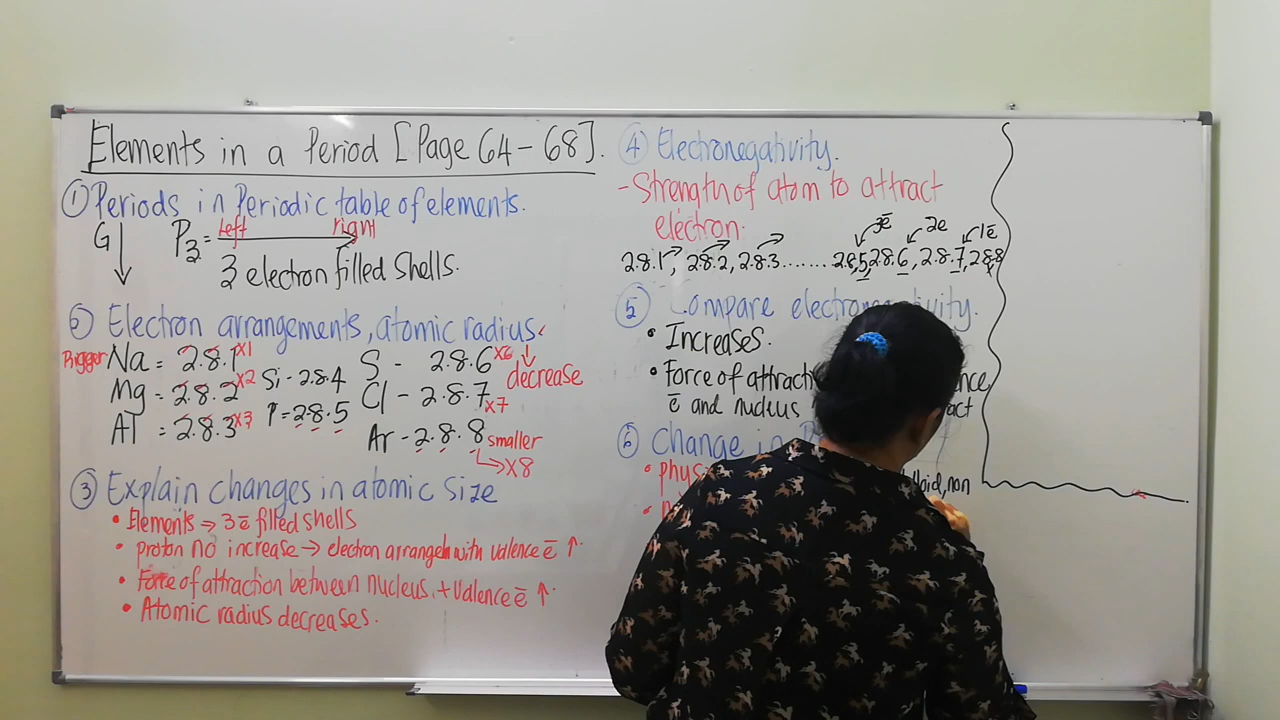 Elements in a Period [Page 64 - 68].
① Periods in Periodic table of elements.
G P3 = left right
3 electron filled shells.
② Electron arrangements, atomic radius
Bigger Na = 2.8.1 x1
Mg = 2.8.2 x2
Al = 2.8.3 x3
Si - 2.8.4
P = 2.8.5
S - 2.8.6 x6
Cl - 2.8.7 x7
Ar - 2.8.8 smaller
x8
decrease
③ Explain changes in atomic size
• Elements → 3ē filled shells
• proton no increase → electron with valence ē ↑.
• Force of attraction between nucleus + valence ē ↑.
• Atomic radius decreases.
④ Electronegativity.
- Strength of atom to attract
electron.
3ē 2e 1ē
2.8.1, 2.8.2, 2.8.3........ 2.8.5, 2.8.6, 2.8.7, 2.8.8
⑤ Compare electronegativity.
• Increases.
• Force of
ē and nucleus
⑥ Change in
non